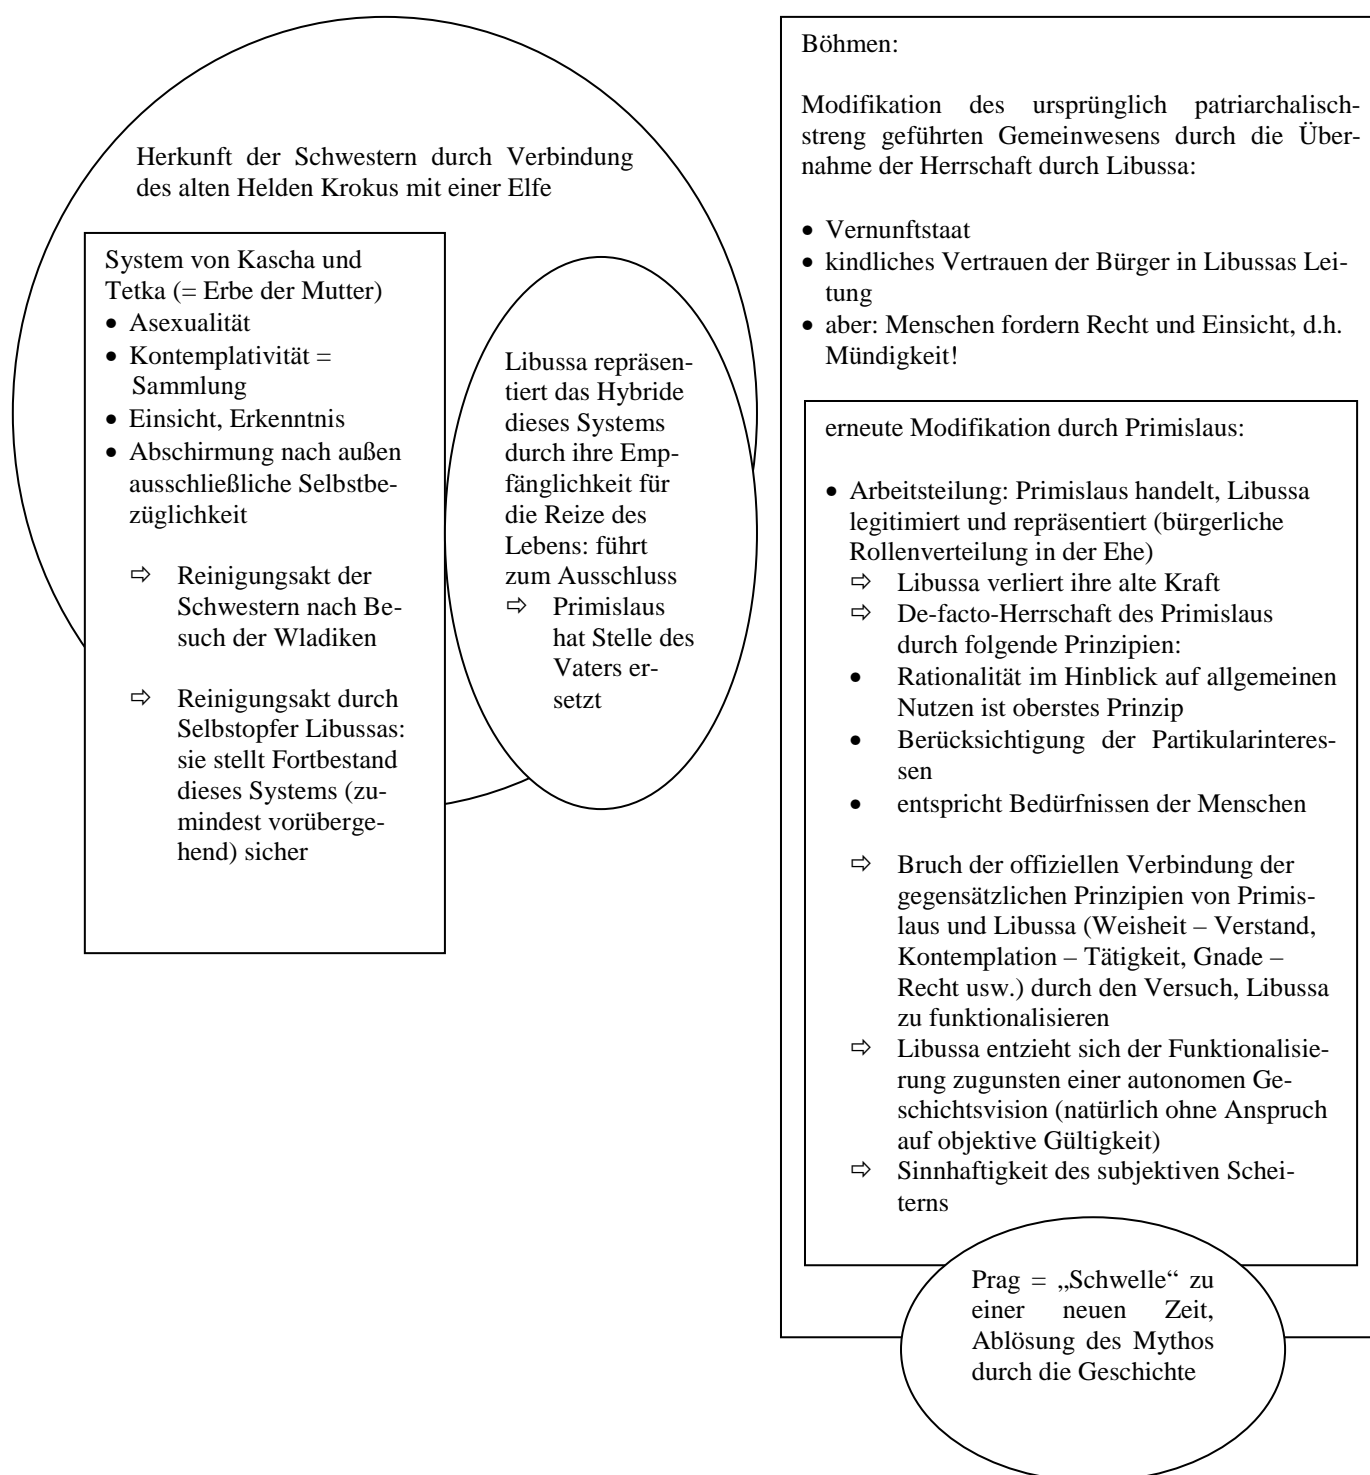 Herkunft der Schwestern durch Verbindung
des alten Helden Krokus mit einer Elfe
System von Kascha und
Tetka (= Erbe der Mutter)
• Asexualität
• Kontemplativität =
Sammlung
• Einsicht, Erkenntnis
• Abschirmung nach außen
ausschließliche Selbstbe-
züglichkeit
⇨ Reinigungsakt der
Schwestern nach Be-
such der Wladiken
⇨ Reinigungsakt durch
Selbstopfer Libussas:
sie stellt Fortbestand
dieses Systems (zu-
mindest vorüberge-
hend) sicher
Libussa repräsen-
tiert das Hybride
dieses Systems
durch ihre Emp-
fänglichkeit für
die Reize des
Lebens: führt
zum Ausschluss
⇨ Primislaus
hat Stelle des
Vaters er-
setzt
Böhmen:
Modifikation des ursprünglich patriarchalisch-
streng geführten Gemeinwesens durch die Über-
nahme der Herrschaft durch Libussa:
• Vernunftstaat
• kindliches Vertrauen der Bürger in Libussas Lei-
tung
• aber: Menschen fordern Recht und Einsicht, d.h.
Mündigkeit!
erneute Modifikation durch Primislaus:
• Arbeitsteilung: Primislaus handelt, Libussa
legitimiert und repräsentiert (bürgerliche
Rollenverteilung in der Ehe)
⇨ Libussa verliert ihre alte Kraft
⇨ De-facto-Herrschaft des Primislaus
durch folgende Prinzipien:
• Rationalität im Hinblick auf allgemeinen
Nutzen ist oberstes Prinzip
• Berücksichtigung der Partikularinteres-
sen
• entspricht Bedürfnissen der Menschen
⇨ Bruch der offiziellen Verbindung der
gegensätzlichen Prinzipien von Primis-
laus und Libussa (Weisheit – Verstand,
Kontemplation – Tätigkeit, Gnade –
Recht usw.) durch den Versuch, Libussa
zu funktionalisieren
⇨ Libussa entzieht sich der Funktionalisie-
rung zugunsten einer autonomen Ge-
schichtsvision (natürlich ohne Anspruch
auf objektive Gültigkeit)
⇨ Sinnhaftigkeit des subjektiven Schei-
terns
Prag = „Schwelle“ zu
einer neuen Zeit,
Ablösung des Mythos
durch die Geschichte